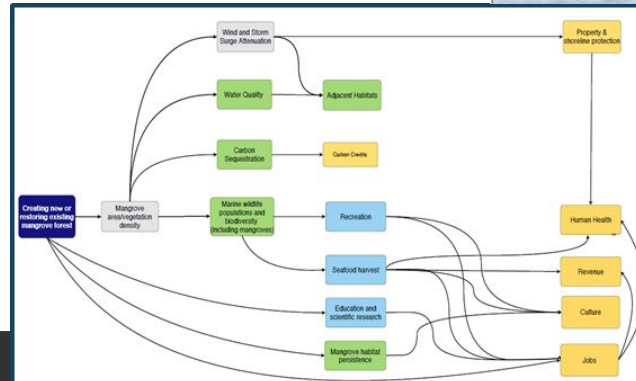 Wind and Storm
Surge Attenuation
Property &
shoreline protection
Water Quality
Adjacent Habitats
Carbon
Sequestration
Carbon Credits
Creating new or
restoring existing
mangrove forest
Mangrove
area/vegetation
density
Marine wildlife
populations and
biodiversity
(including mangroves)
Recreation
Human Health
Seafood harvest
Revenue
Education and
scientific research
Culture
Mangrove habitat
persistence
Jobs